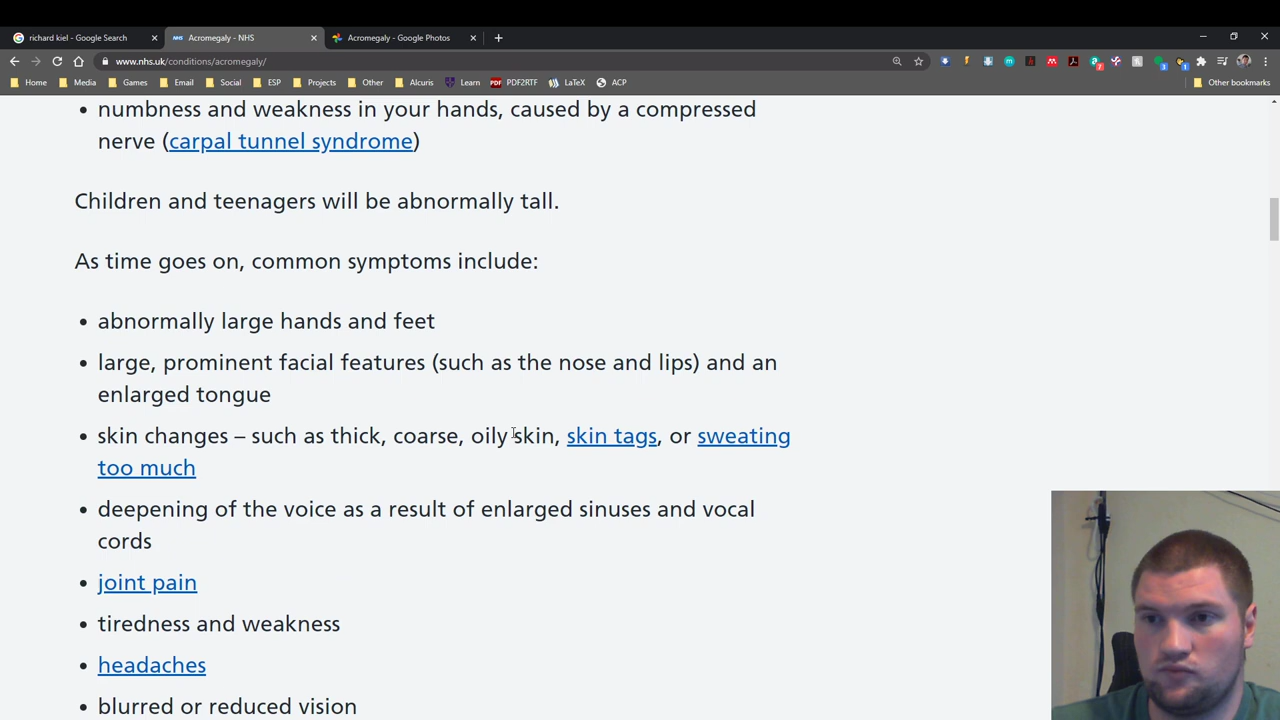 richard kiel - Google Search
Acromegaly - NHS
Acromegaly - Google Photos
www.nhs.uk/conditions/acromegaly/
Home Media Games Email Social ESP Projects Other Alcuris Learn PDF2RTF LaTeX ACP Other bookmarks
• numbness and weakness in your hands, caused by a compressed
nerve (carpal tunnel syndrome)
Children and teenagers will be abnormally tall.
As time goes on, common symptoms include:
• abnormally large hands and feet
• large, prominent facial features (such as the nose and lips) and an
enlarged tongue
• skin changes – such as thick, coarse, oily skin, skin tags, or sweating
too much
• deepening of the voice as a result of enlarged sinuses and vocal
cords
• joint pain
• tiredness and weakness
• headaches
• blurred or reduced vision